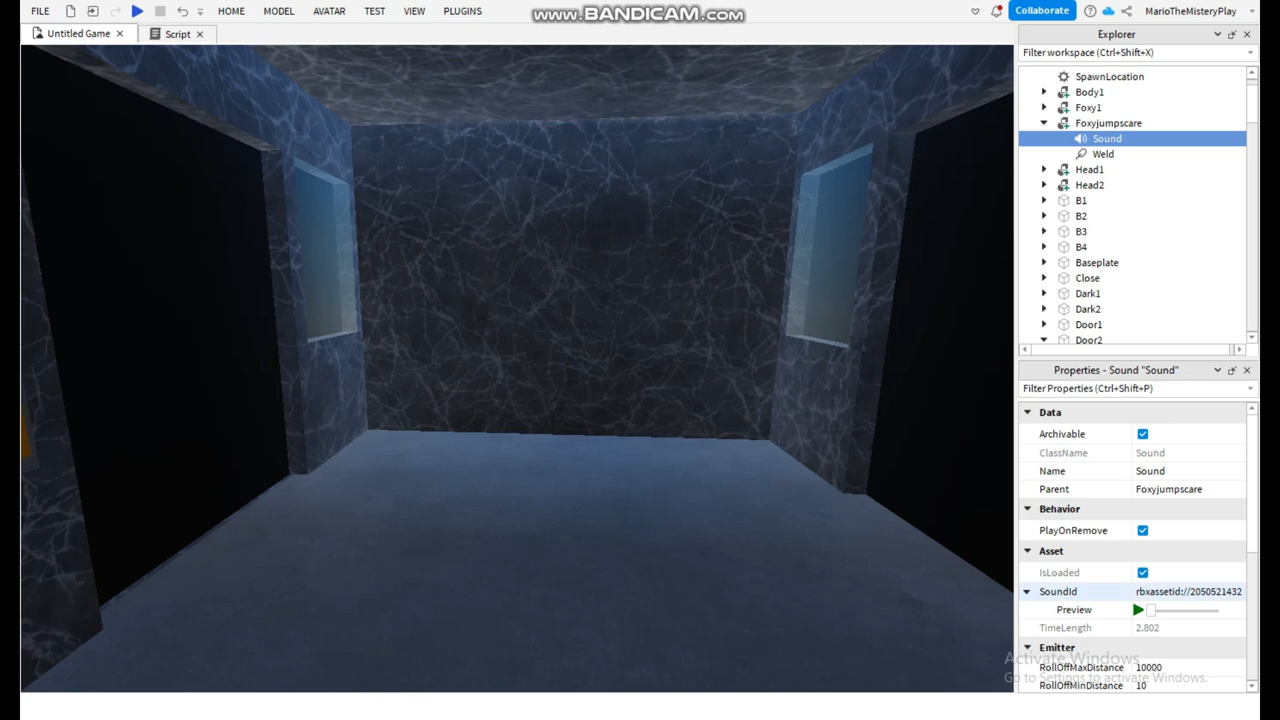 FILE HOME MODEL AVATAR TEST VIEW PLUGINS www.BANDICAM.com Collaborate MarioTheMisteryPlay
Untitled Game Script
Explorer
Filter workspace (Ctrl+Shift+X)
SpawnLocation
Body1
Foxy1
Foxyjumpscare
Sound
Weld
Head1
Head2
B1
B2
B3
B4
Baseplate
Close
Dark1
Dark2
Door1
Door2
Properties - Sound "Sound"
Filter Properties (Ctrl+Shift+P)
Data
Archivable
ClassName Sound
Name Sound
Parent Foxyjumpscare
Behavior
PlayOnRemove
Asset
IsLoaded
SoundId rbxassetid://2050521432
Preview
TimeLength 2.802
Emitter
Activate Windows
RollOffMaxDistance 10000
Go to Settings to activate Windows.
RollOffMinDistance 10